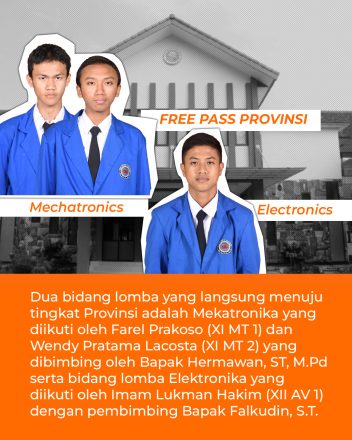 FREE PASS PROVINSI
Mechatronics
Electronics
Dua bidang lomba yang langsung menuju
tingkat Provinsi adalah Mekatronika yang
diikuti oleh Farel Prakoso (XI MT 1) dan
Wendy Pratama Lacosta (XI MT 2) yang
dibimbing oleh Bapak Hermawan, ST, M.Pd
serta bidang lomba Elektronika yang
diikuti oleh Imam Lukman Hakim (XII AV 1)
dengan pembimbing Bapak Falkudin, S.T.